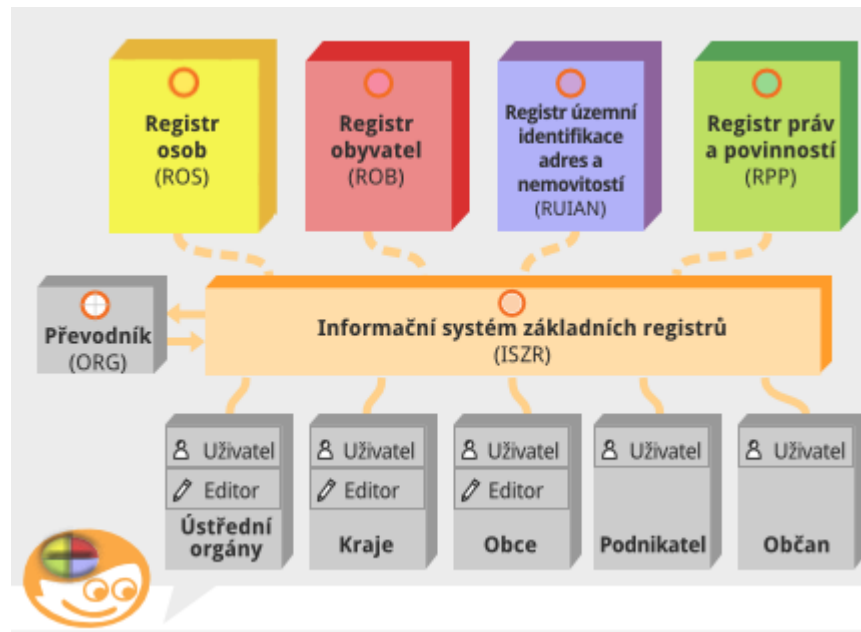 Registr
osob
(ROS)
Registr
obyvatel
(ROB)
Registr územní
identifikace
adres a
nemovitostí
(RUIAN)
Registr práv
a povinností
(RPP)
Převodník
(ORG)
Informační systém základních registrů
(ISZR)
Uživatel
Editor
Ústřední
orgány
Uživatel
Editor
Kraje
Uživatel
Editor
Obce
Uživatel
Podnikatel
Uživatel
Občan